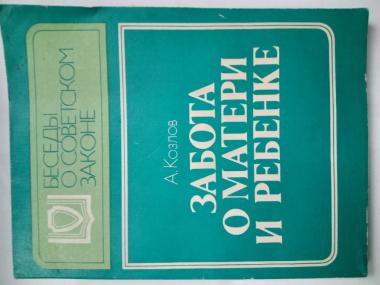 БЕСЕДЫ
О СОВЕТСКОМ
ЗАКОНЕ
А. Козлов
ЗАБОТА
О МАТЕРИ
И РЕБЕНКЕ